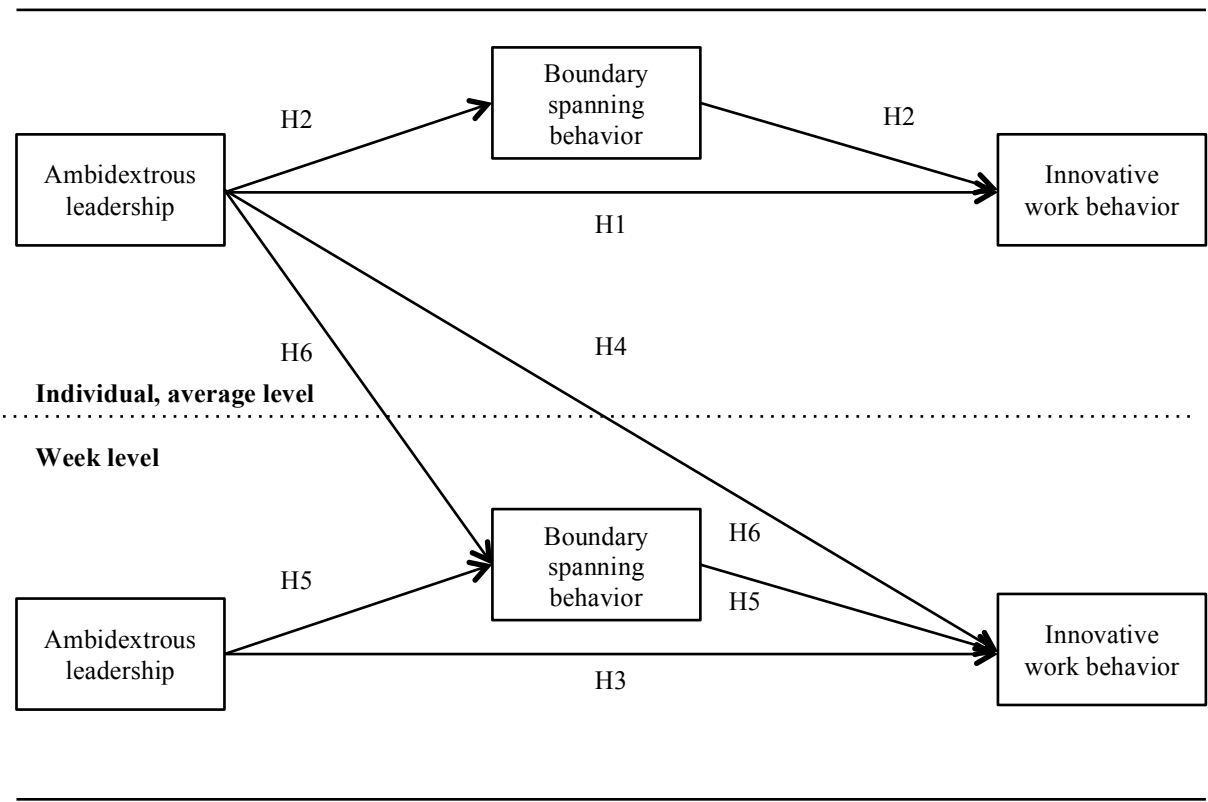 Boundary
spanning
behavior
H2
H2
Ambidextrous
leadership
Innovative
work behavior
H1
H6
H4
Individual, average level
Week level
Boundary
spanning
behavior
H6
H5
H5
Ambidextrous
leadership
Innovative
work behavior
H3